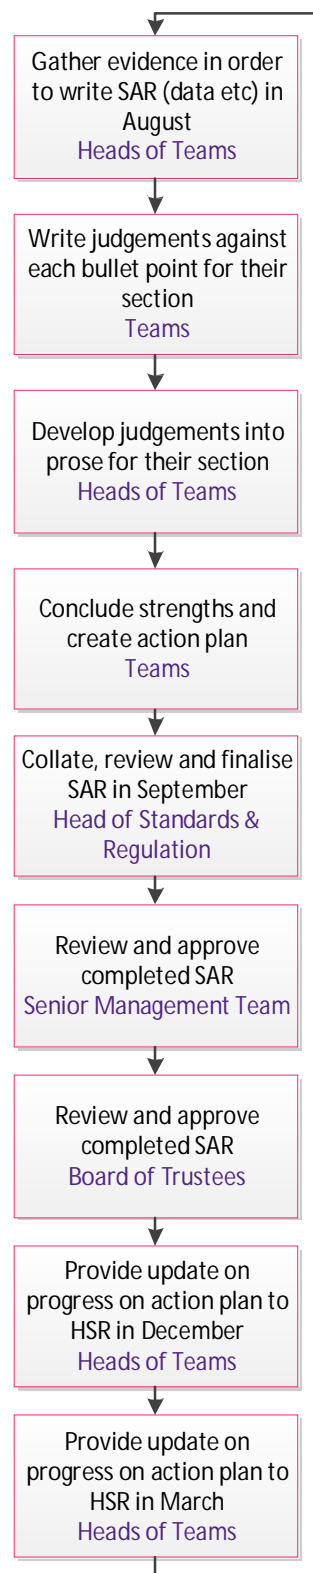 Gather evidence in order
to write SAR (data etc) in
August
Heads of Teams
Write judgements against
each bullet point for their
section
Teams
Develop judgements into
prose for their section
Heads of Teams
Conclude strengths and
create action plan
Teams
Collate, review and finalise
SAR in September
Head of Standards &
Regulation
Review and approve
completed SAR
Senior Management Team
Review and approve
completed SAR
Board of Trustees
Provide update on
progress on action plan to
HSR in December
Heads of Teams
Provide update on
progress on action plan to
HSR in March
Heads of Teams